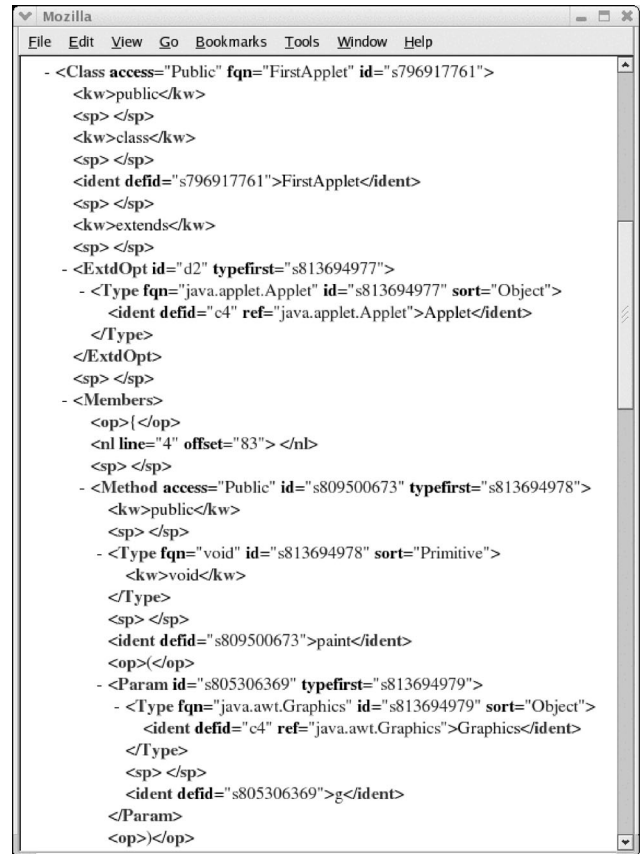 Mozilla
File Edit View Go Bookmarks Tools Window Help
- <Class access="Public" fqn="FirstApplet" id="s796917761">
<kw>public</kw>
<sp> </sp>
<kw>class</kw>
<sp> </sp>
<ident defid="s796917761">FirstApplet</ident>
<sp> </sp>
<kw>extends</kw>
<sp> </sp>
- <ExtdOpt id="d2" typefirst="s813694977">
- <Type fqn="java.applet.Applet" id="s813694977" sort="Object">
<ident defid="c4" ref="java.applet.Applet">Applet</ident>
</Type>
</ExtdOpt>
<sp> </sp>
- <Members>
<op>{</op>
<nl line="4" offset="83"> </nl>
<sp> </sp>
- <Method access="Public" id="s809500673" typefirst="s813694978">
<kw>public</kw>
<sp> </sp>
- <Type fqn="void" id="s813694978" sort="Primitive">
<kw>void</kw>
</Type>
<sp> </sp>
<ident defid="s809500673">paint</ident>
<op>(</op>
- <Param id="s805306369" typefirst="s813694979">
- <Type fqn="java.awt.Graphics" id="s813694979" sort="Object">
<ident defid="c4" ref="java.awt.Graphics">Graphics</ident>
</Type>
<sp> </sp>
<ident defid="s805306369">g</ident>
</Param>
<op>)</op>